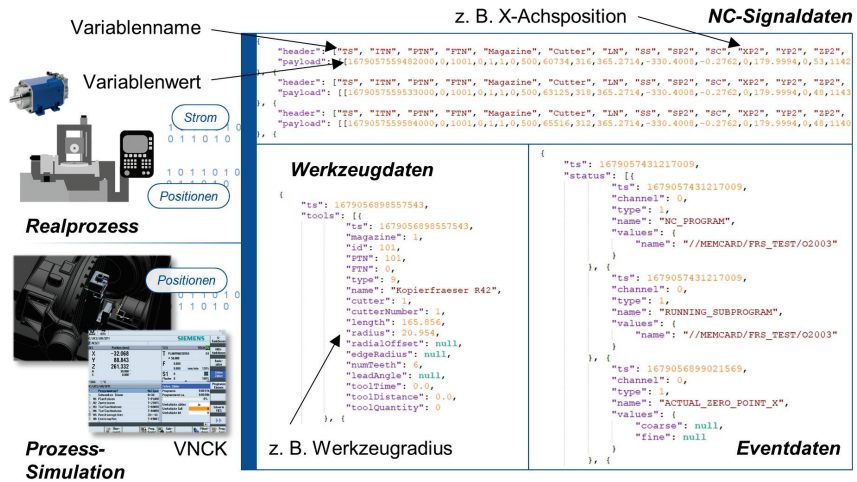 Variablenname
z. B. X-Achsposition
NC-Signaldaten
Variablenwert
{
"header": ["TS", "ITN", "PTN", "FTN", "Magazine", "Cutter", "LN", "SS", "SP2", "SC", "XP2", "YP2", "ZP2",
"payload": [[1679057559482000,0,1001,0,1,1,0,500,60734,316,365.2714,-330.4008,-0.2762,0,179.9994,0,53,1142
}, {
"header": ["TS", "ITN", "PTN", "FTN", "Magazine", "Cutter", "LN", "SS", "SP2", "SC", "XP2", "YP2", "ZP2",
"payload": [[1679057559533000,0,1001,0,1,1,0,500,63125,318,365.2714,-330.4008,-0.2762,0,179.9994,0,48,1143
}, {
"header": ["TS", "ITN", "PTN", "FTN", "Magazine", "Cutter", "LN", "SS", "SP2", "SC", "XP2", "YP2", "ZP2",
"payload": [[1679057559584000,0,1001,0,1,1,0,500,65516,312,365.2714,-330.4008,-0.2762,0,179.9994,0,48,1140
}, {
Strom
Positionen
Realprozess
Positionen
SIEMENS
X -32,068
Y 88,843
Z 261,332
T
F
S1
Prozess-
Simulation
VNCK
Werkzeugdaten
{
"ts": 1679056898557543,
"tools": [{
"ts": 1679056898557543,
"magazine": 1,
"id": 101,
"PTN": 101,
"FTN": 0,
"type": 9,
"name": "Kopierfraeser R42",
"cutter": 1,
"cutterNumber": 1,
"length": 165.856,
"radius": 20.954,
"radialOffset": null,
"edgeRadius": null,
"numTeeth": 6,
"leadAngle": null,
"toolTime": 0.0,
"toolDistance": 0.0,
"toolQuantity": 0
}, {
z. B. Werkzeugradius
{
"ts": 1679057431217009,
"status": [{
"ts": 1679057431217009,
"channel": 0,
"type": 1,
"name": "NC_PROGRAM",
"values": {
"name": "//MEMCARD/FRS_TEST/O2003"
}
}, {
"ts": 1679057431217009,
"channel": 0,
"type": 1,
"name": "RUNNING_SUBPROGRAM",
"values": {
"name": "//MEMCARD/FRS_TEST/O2003"
}
}, {
"ts": 1679056899021569,
"channel": 0,
"type": 1,
"name": "ACTUAL_ZERO_POINT_X",
"values": {
"coarse": null,
"fine": null
}
}, {
Eventdaten